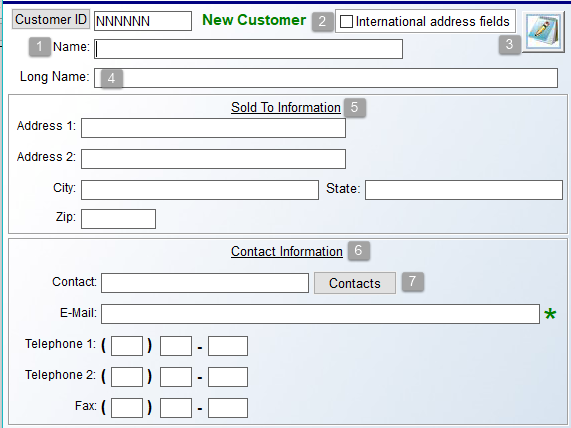 Customer ID NNNNNN New Customer 2 International address fields
1 Name: 3
Long Name: 4
Sold To Information 5
Address 1:
Address 2:
City: State:
Zip:
Contact Information 6
Contact: Contacts 7
E-Mail: *
Telephone 1: ( ) -
Telephone 2: ( ) -
Fax: ( ) -